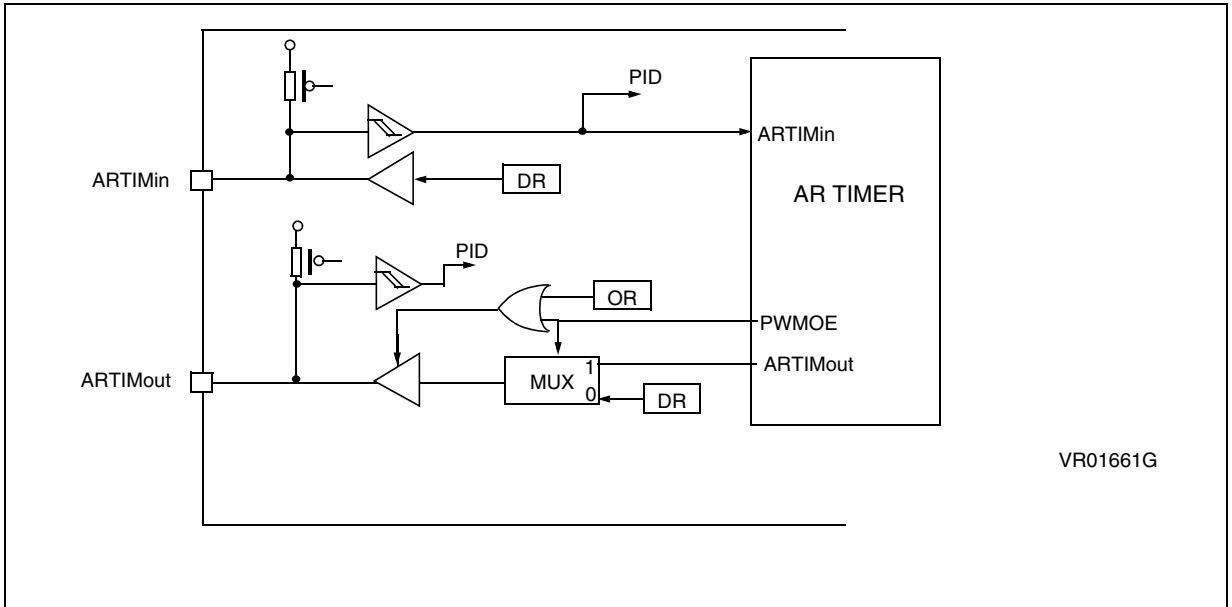 PID
ARTIMin
AR TIMER
ARTIMin
DR
PID
OR
PWMOE
ARTIMout
1
MUX
0
ARTIMout
DR
VR01661G